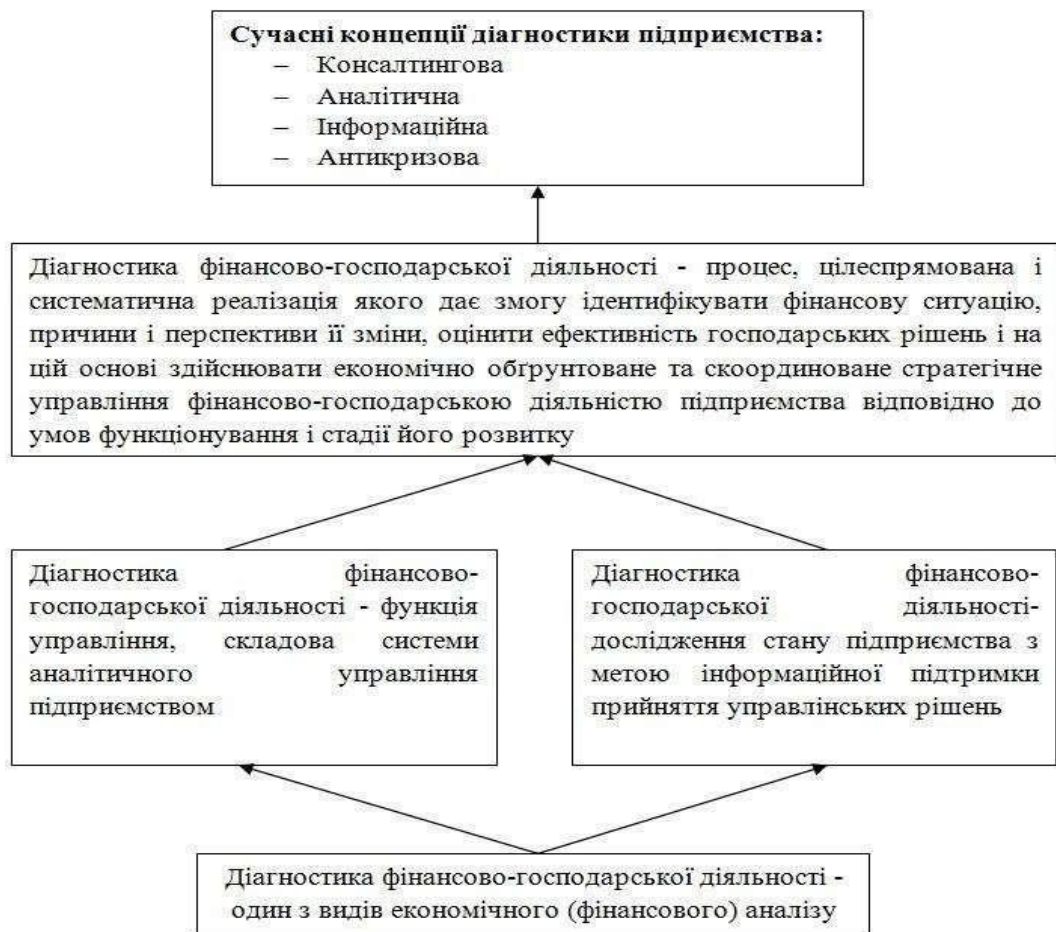 Сучасні концепції діагностики підприємства:
– Консалтингова
– Аналітична
– Інформаційна
– Антикризова
Діагностика фінансово-господарської діяльності - процес, цілеспрямована і
систематична реалізація якого дає змогу ідентифікувати фінансову ситуацію,
причини і перспективи її зміни, оцінити ефективність господарських рішень і на
цій основі здійснювати економічно обґрунтоване та скоординоване стратегічне
управління фінансово-господарською діяльністю підприємства відповідно до
умов функціонування і стадії його розвитку
Діагностика фінансово-
господарської діяльності - функція
управління, складова системи
аналітичного управління
підприємством
Діагностика фінансово-
господарської діяльності-
дослідження стану підприємства з
метою інформаційної підтримки
прийняття управлінських рішень
Діагностика фінансово-господарської діяльності -
один з видів економічного (фінансового) аналізу